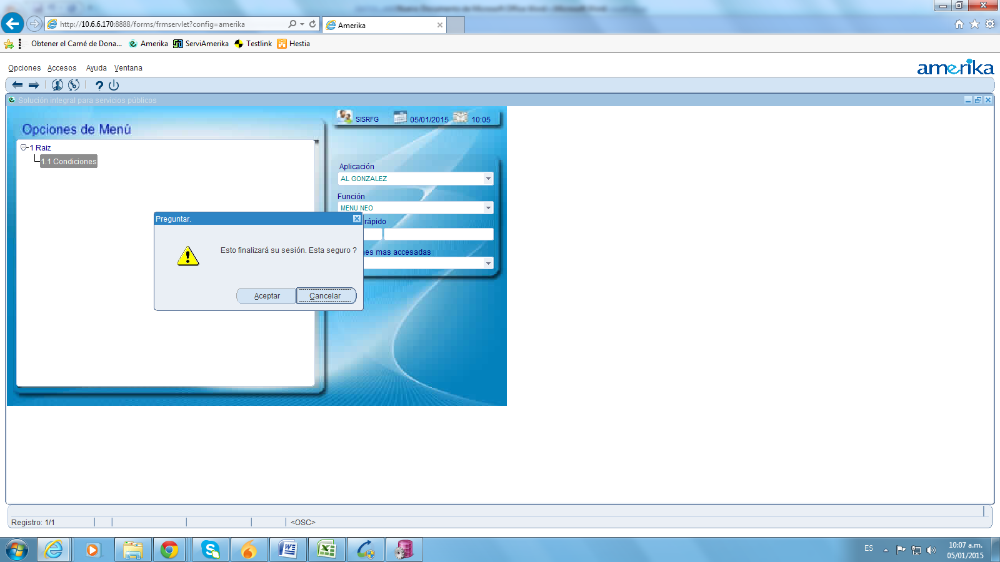 http://10.6.6.170:8888/forms/frmservlet?config=amerika
Amerika
Obtener el Carné de Dona...
Amerika
ServiAmerika
Testlink
Hestia
Opciones
Accesos
Ayuda
Ventana
amerika
Solución integral para servicios públicos
Opciones de Menú
SISRFG
05/01/2015
10:05
1 Raiz
1.1 Condiciones
Aplicación
AL GONZALEZ
Función
MENU NEO
rápido
nes mas accesadas
Preguntar.
Esto finalizará su sesión. Esta seguro ?
Aceptar
Cancelar
Registro: 1/1
<OSC>
ES
10:07 a.m.
05/01/2015